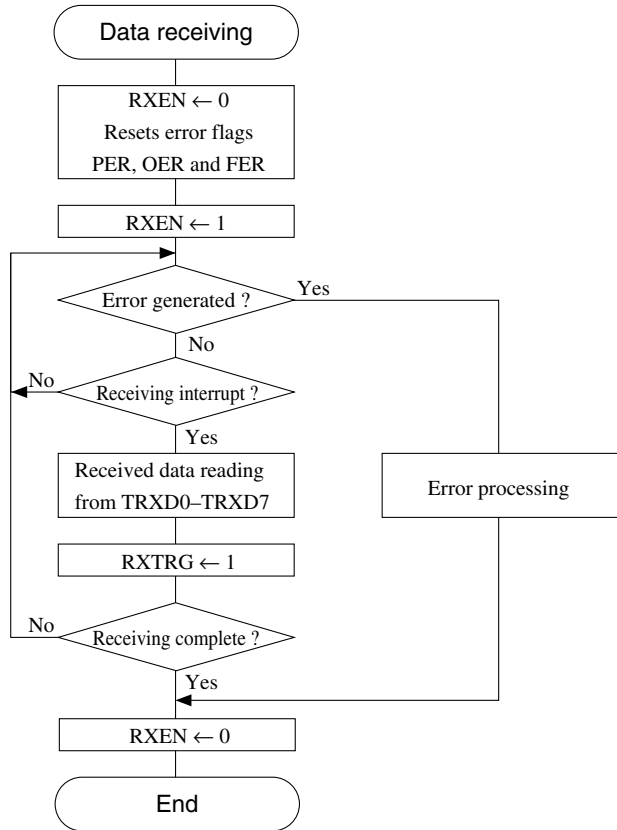 Data receiving
RXEN ← 0
Resets error flags
PER, OER and FER
RXEN ← 1
Error generated ?
Yes
No
Receiving interrupt ?
No
Yes
Received data reading
from TRXD0–TRXD7
Error processing
RXTRG ← 1
Receiving complete ?
No
Yes
RXEN ← 0
End